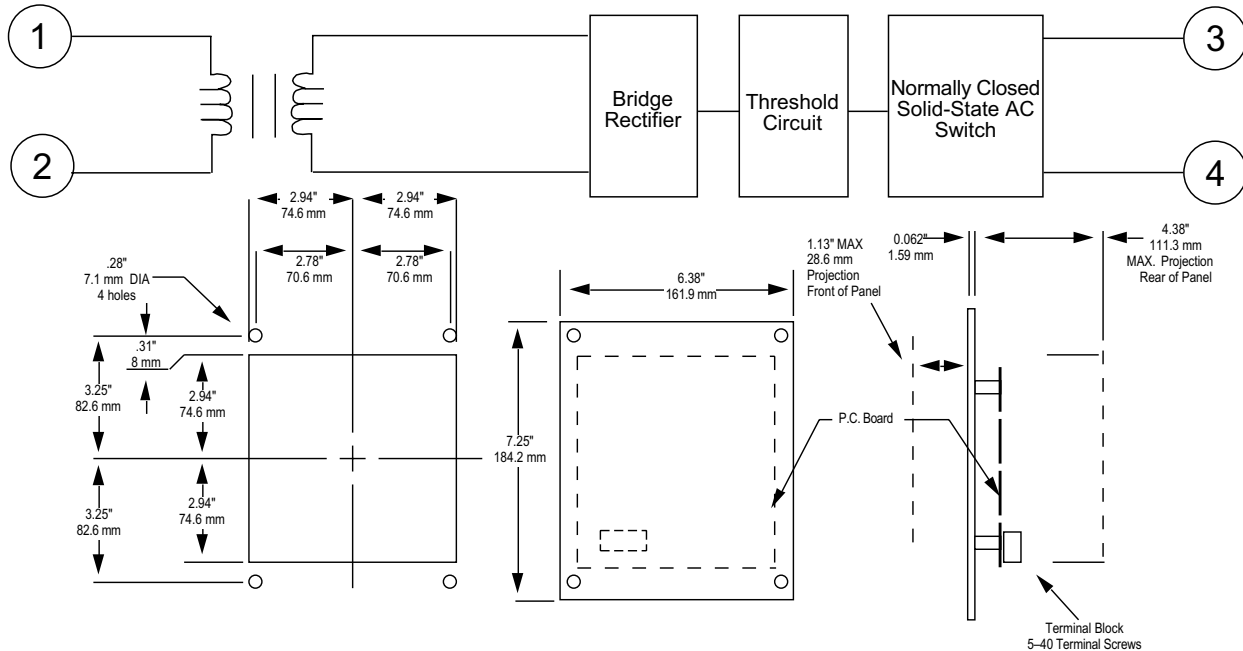 1
2
Bridge
Rectifier
Threshold
Circuit
Normally Closed
Solid-State AC
Switch
3
4
2.94"
74.6 mm
2.94"
74.6 mm
2.78"
70.6 mm
2.78"
70.6 mm
.28"
7.1 mm DIA
4 holes
.31"
8 mm
3.25"
82.6 mm
2.94"
74.6 mm
3.25"
82.6 mm
2.94"
74.6 mm
6.38"
161.9 mm
7.25"
184.2 mm
P.C. Board
1.13" MAX
28.6 mm
Projection
Front of Panel
0.062"
1.59 mm
4.38"
111.3 mm
MAX. Projection
Rear of Panel
Terminal Block
5–40 Terminal Screws